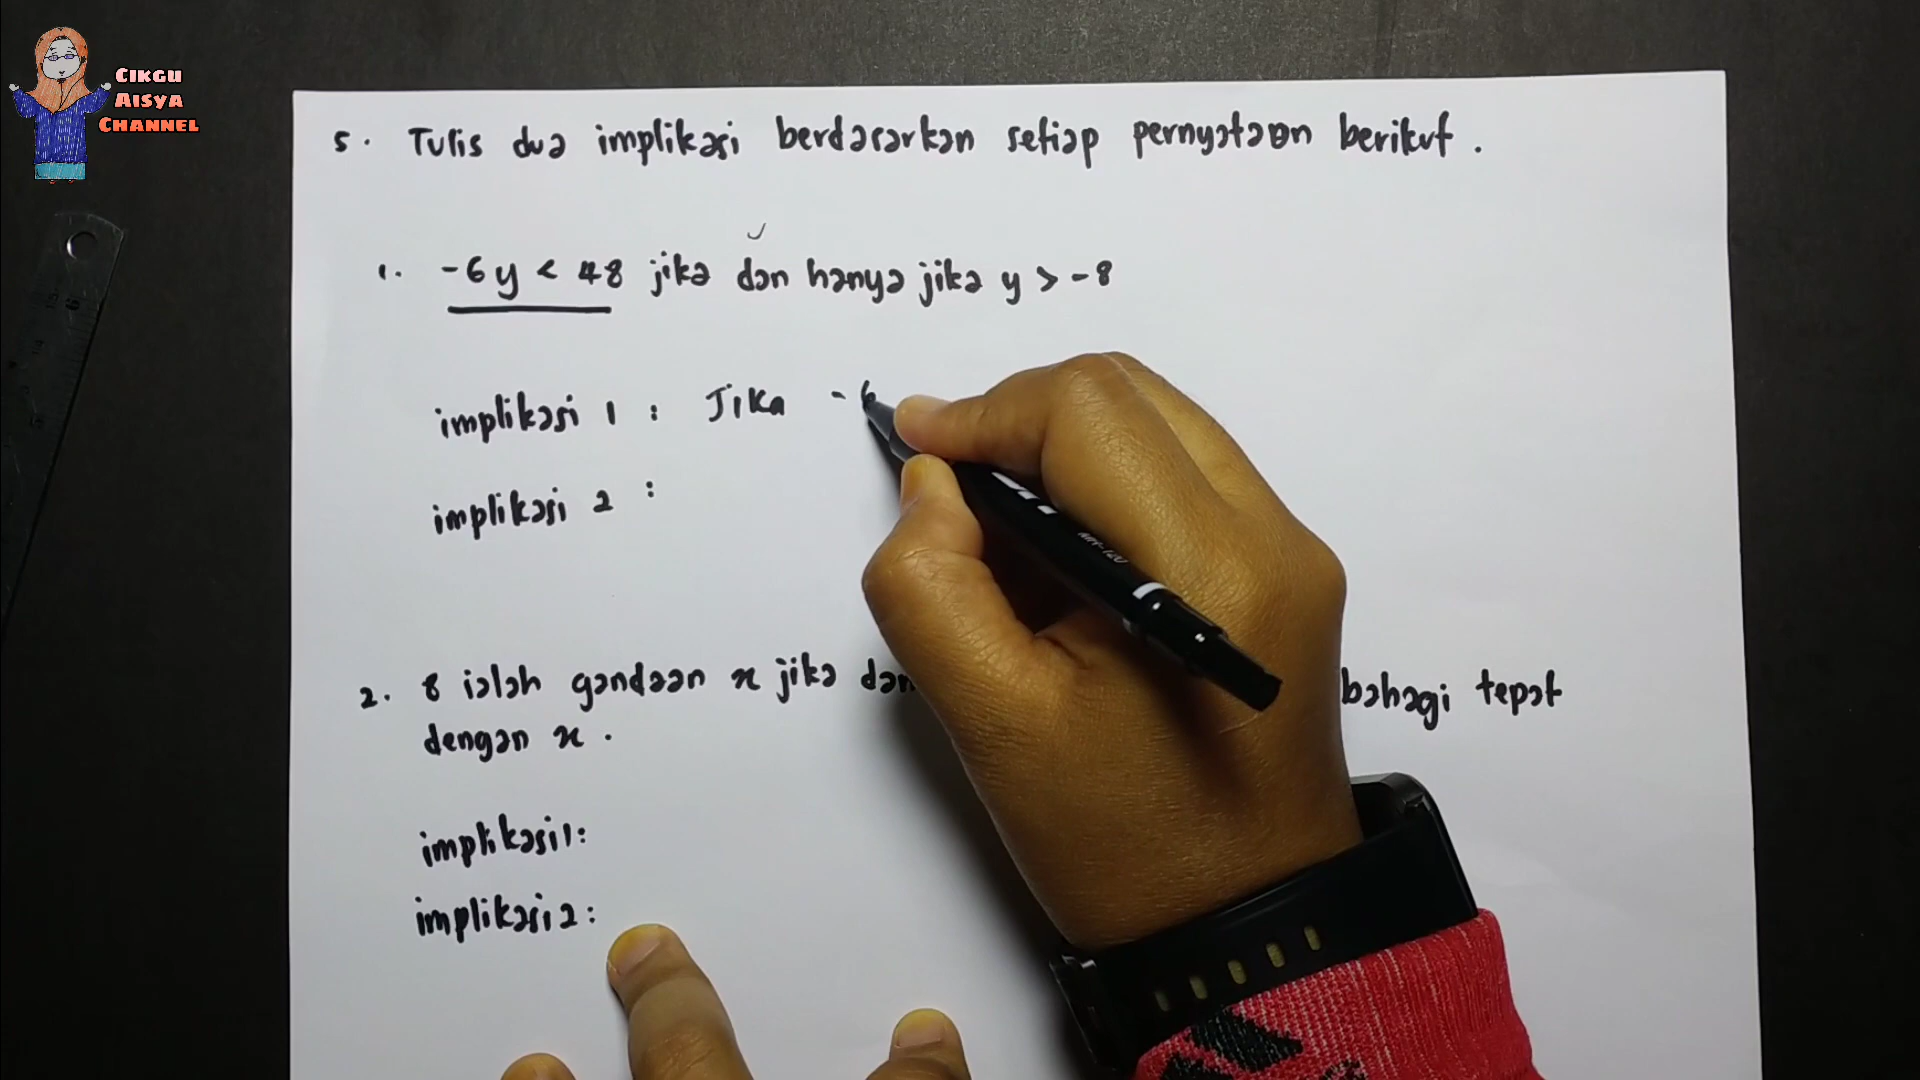 CIKGU
AISYA
CHANNEL
5. Tulis dua implikasi berdasarkan setiap pernyataan berikut.
1. -6y < 48 jika dan hanya jika y > -8
implikasi 1 : Jika -6
implikasi 2 :
2. 8 ialah gandaan x jika dan bahagi tepat
dengan x.
implikasi 1:
implikasi 2: